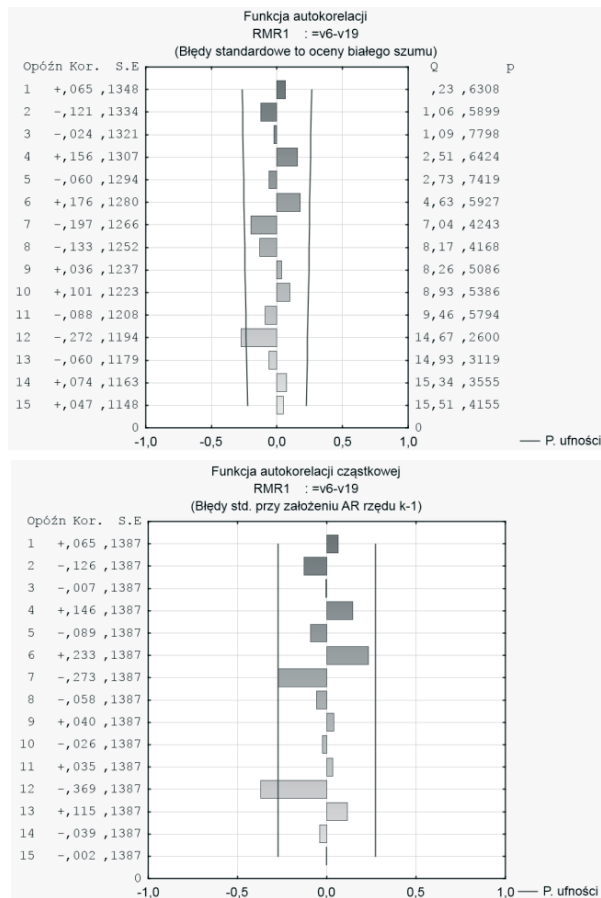 Funkcja autokorelacji
RMR1 : =v6-v19
(Błędy standardowe to oceny białego szumu)
Opóźn Kor. S.E Q p
1 +,065 ,1348 ,23 ,6308
2 -,121 ,1334 1,06 ,5899
3 -,024 ,1321 1,09 ,7798
4 +,156 ,1307 2,51 ,6424
5 -,060 ,1294 2,73 ,7419
6 +,176 ,1280 4,63 ,5927
7 -,197 ,1266 7,04 ,4243
8 -,133 ,1252 8,17 ,4168
9 +,036 ,1237 8,26 ,5086
10 +,101 ,1223 8,93 ,5386
11 -,088 ,1208 9,46 ,5794
12 -,272 ,1194 14,67 ,2600
13 -,060 ,1179 14,93 ,3119
14 +,074 ,1163 15,34 ,3555
15 +,047 ,1148 15,51 ,4155
0 0
-1,0 -0,5 0,0 0,5 1,0 P. ufności
Funkcja autokorelacji cząstkowej
RMR1 : =v6-v19
(Błędy std. przy założeniu AR rzędu k-1)
Opóźn Kor. S.E
1 +,065 ,1387
2 -,126 ,1387
3 -,007 ,1387
4 +,146 ,1387
5 -,089 ,1387
6 +,233 ,1387
7 -,273 ,1387
8 -,058 ,1387
9 +,040 ,1387
10 -,026 ,1387
11 +,035 ,1387
12 -,369 ,1387
13 +,115 ,1387
14 -,039 ,1387
15 -,002 ,1387
0
-1,0 -0,5 0,0 0,5 1,0 P. ufności